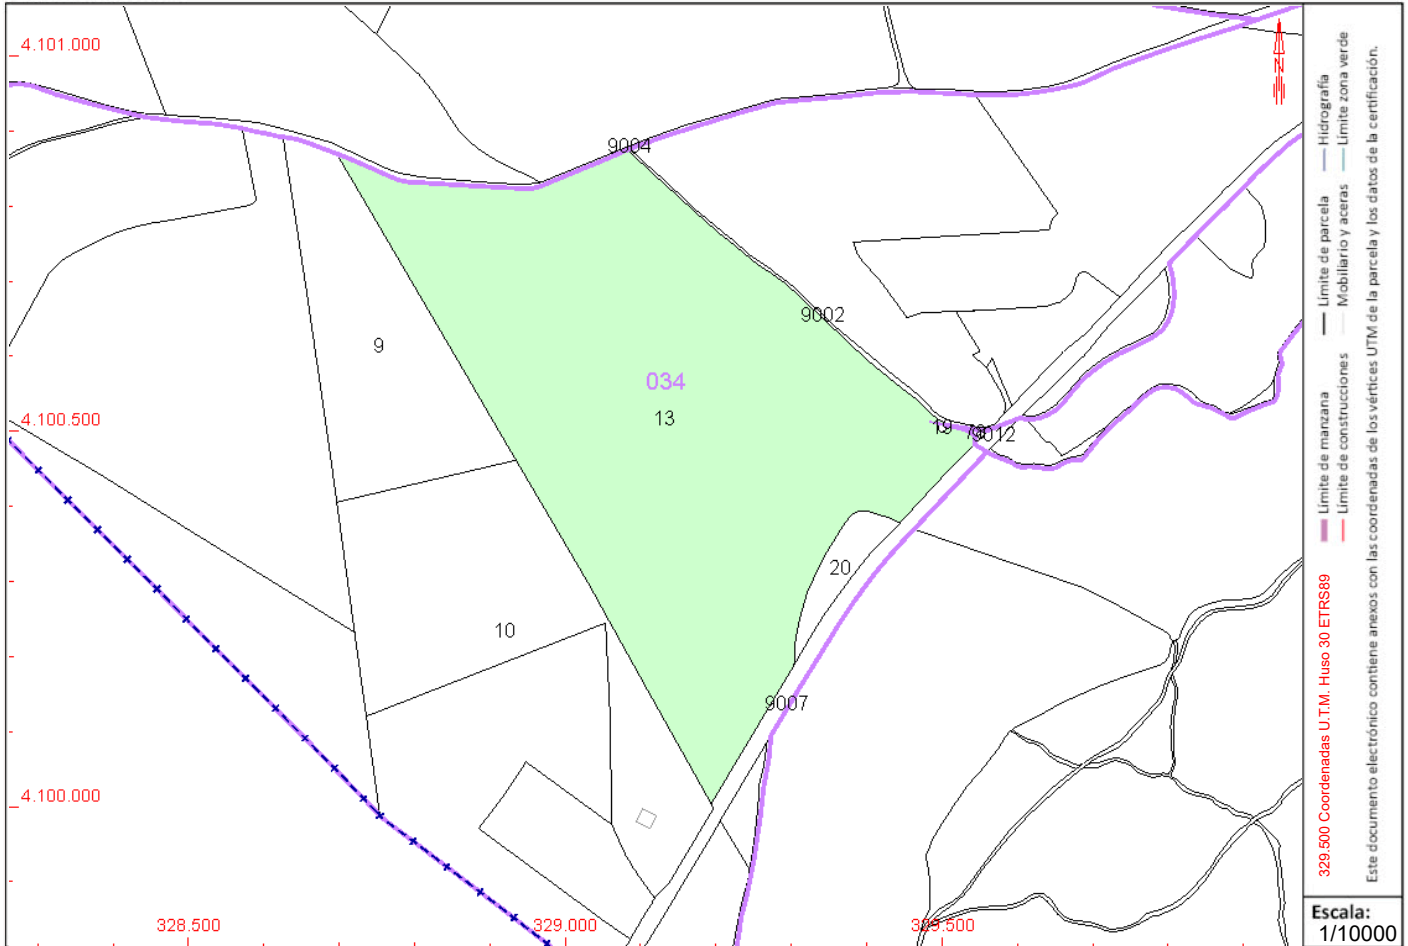 4.101.000
9004
9002
9
034
13
4.100.500
19
9012
20
10
9007
4.100.000
328.500
329.000
329.500
Límite de manzana
Límite de parcela
Hidrografía
Límite de construcciones
Mobiliario y aceras
Límite zona verde
329.500 Coordenadas U.T.M. Huso 30 ETRS89
Este documento electrónico contiene anexos con las coordenadas de los vértices UTM de la parcela y los datos de la certificación.
N
Escala:
1/10000